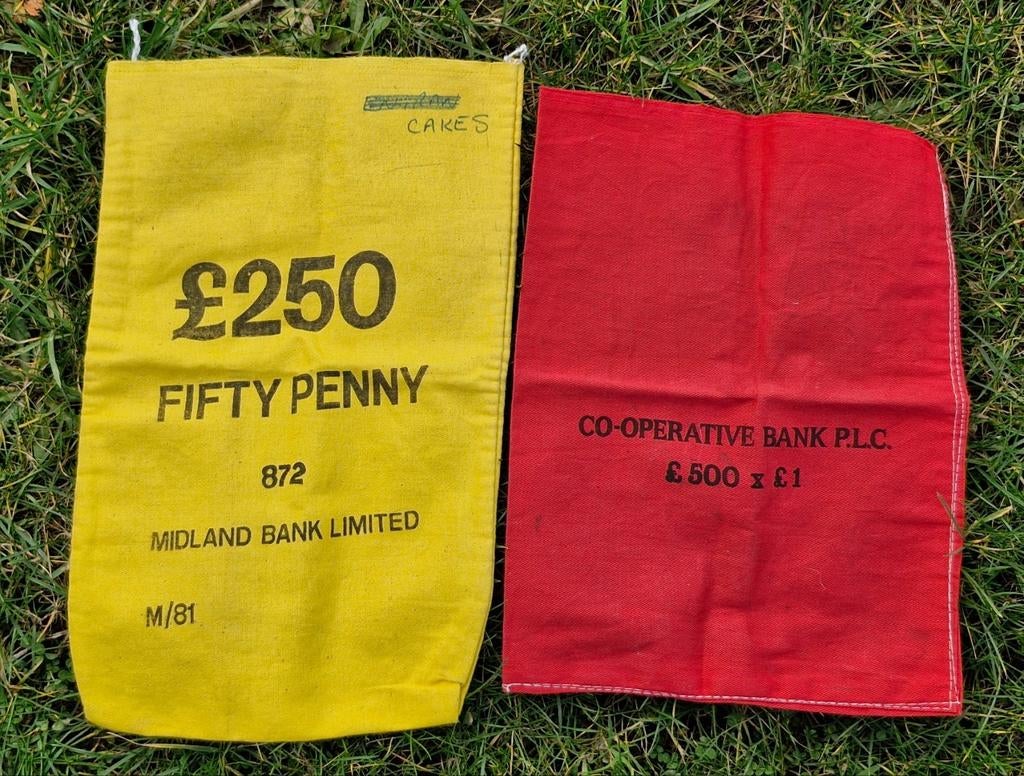 CAKES
£250
FIFTY PENNY
872
MIDLAND BANK LIMITED
M/81
CO-OPERATIVE BANK P.L.C.
£500 x £1